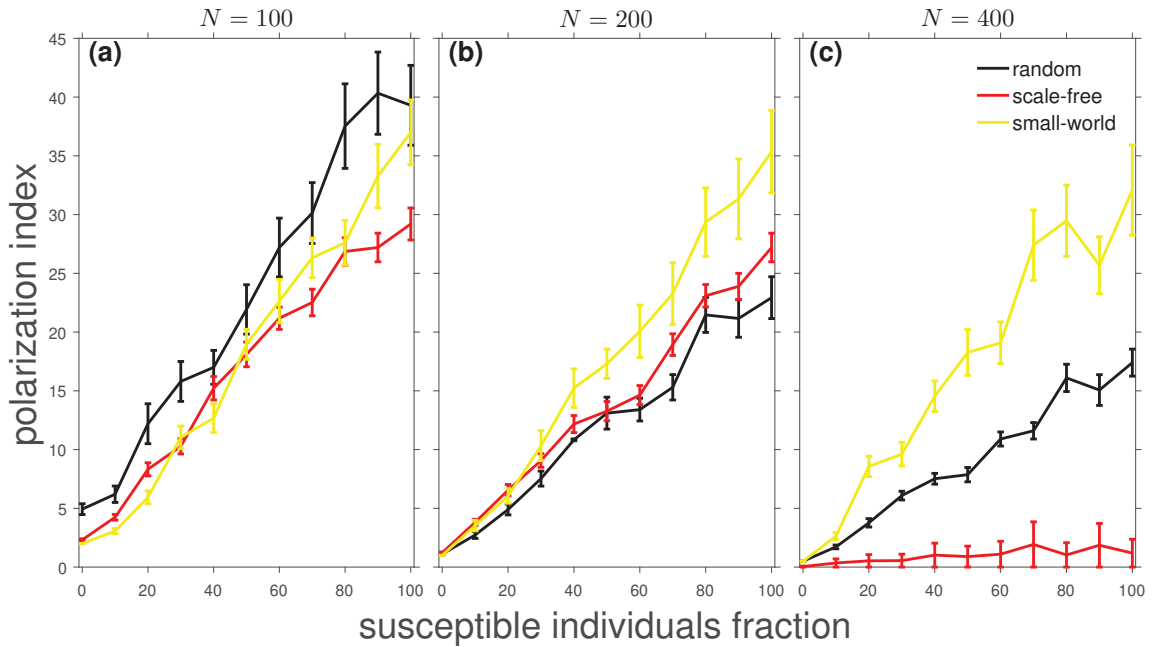 N = 100
N = 200
N = 400
(a)
(b)
(c)
random
scale-free
small-world
polarization index
45
40
35
30
25
20
15
10
5
0
0 20 40 60 80 100
0 20 40 60 80 100
0 20 40 60 80 100
susceptible individuals fraction